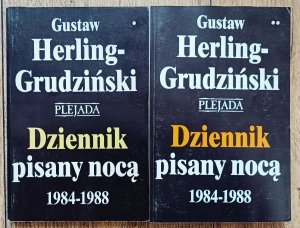 Gustaw
Herling-
Grudziński
PLEJADA
Dziennik
pisany nocą
1984-1988
Gustaw
Herling-
Grudziński
PLEJADA
Dziennik
pisany nocą
1984-1988